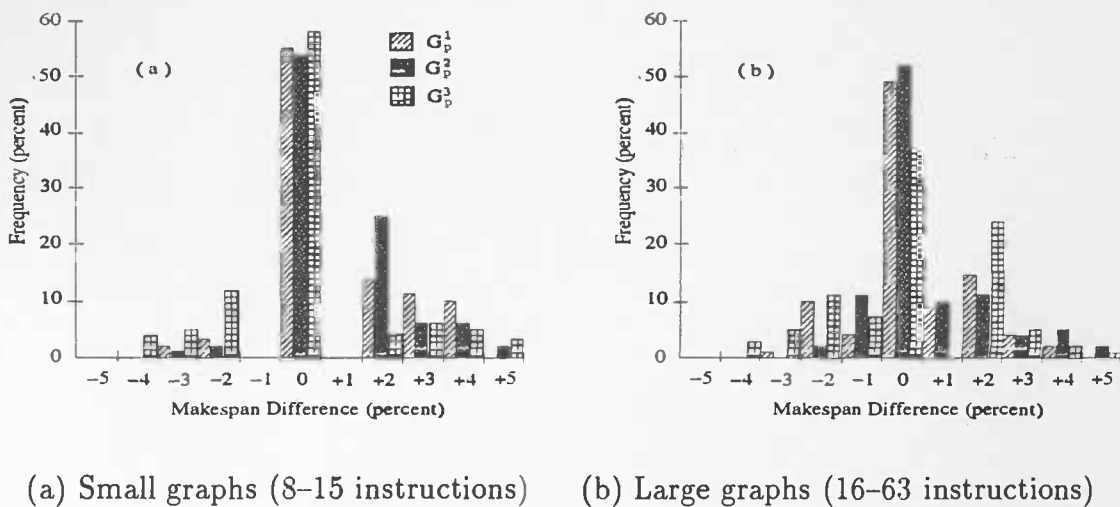 60
50
40
30
20
10
0
Frequency (percent)
(a)
G_p^1
G_p^2
G_p^3
−5 −4 −3 −2 −1 0 +1 +2 +3 +4 +5
Makespan Difference (percent)
60
50
40
30
20
10
0
Frequency (percent)
(b)
−5 −4 −3 −2 −1 0 +1 +2 +3 +4 +5
Makespan Difference (percent)
(a) Small graphs (8–15 instructions)
(b) Large graphs (16–63 instructions)